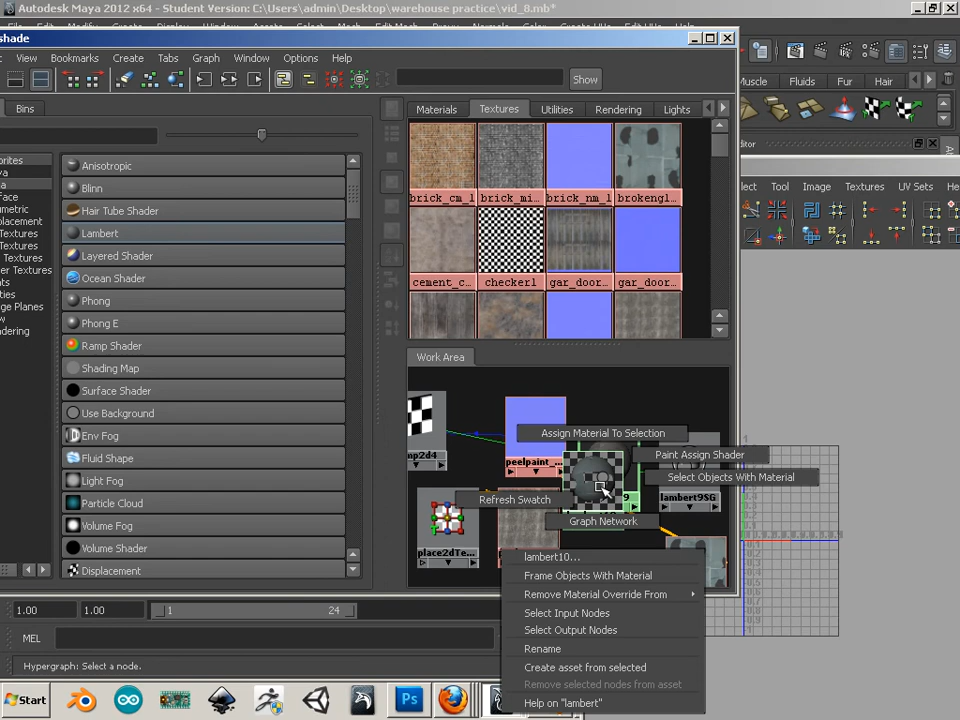 Autodesk Maya 2012 x64 - Student Version: C:\Users\admin\Desktop\warehouse practice\vid_8.mb*
shade
View Bookmarks Create Tabs Graph Window Options Help
Show
Muscle Fluids Fur Hair
Bins
Materials Textures Utilities Rendering Lights
Anisotropic
Blinn
Hair Tube Shader
Lambert
Layered Shader
Ocean Shader
Phong
Phong E
Ramp Shader
Shading Map
Surface Shader
Use Background
Env Fog
Fluid Shape
Light Fog
Particle Cloud
Volume Fog
Volume Shader
Displacement
brick_cm_1 brick_mi... brick_nm_1 brokengl...
cement_c... checker1 gar_door... gar_door...
Tool Image Textures UV Sets
Work Area
Assign Material To Selection
Paint Assign Shader
Select Objects With Material
Refresh Swatch
Graph Network
peelpaint_...
lambert9SG
place2dTe...
lambert10...
Frame Objects With Material
Remove Material Override From
Select Input Nodes
Select Output Nodes
Rename
Create asset from selected
Remove selected nodes from asset
Help on "lambert"
1.00 1.00 1 24
MEL
Hypergraph: Select a node.
Start